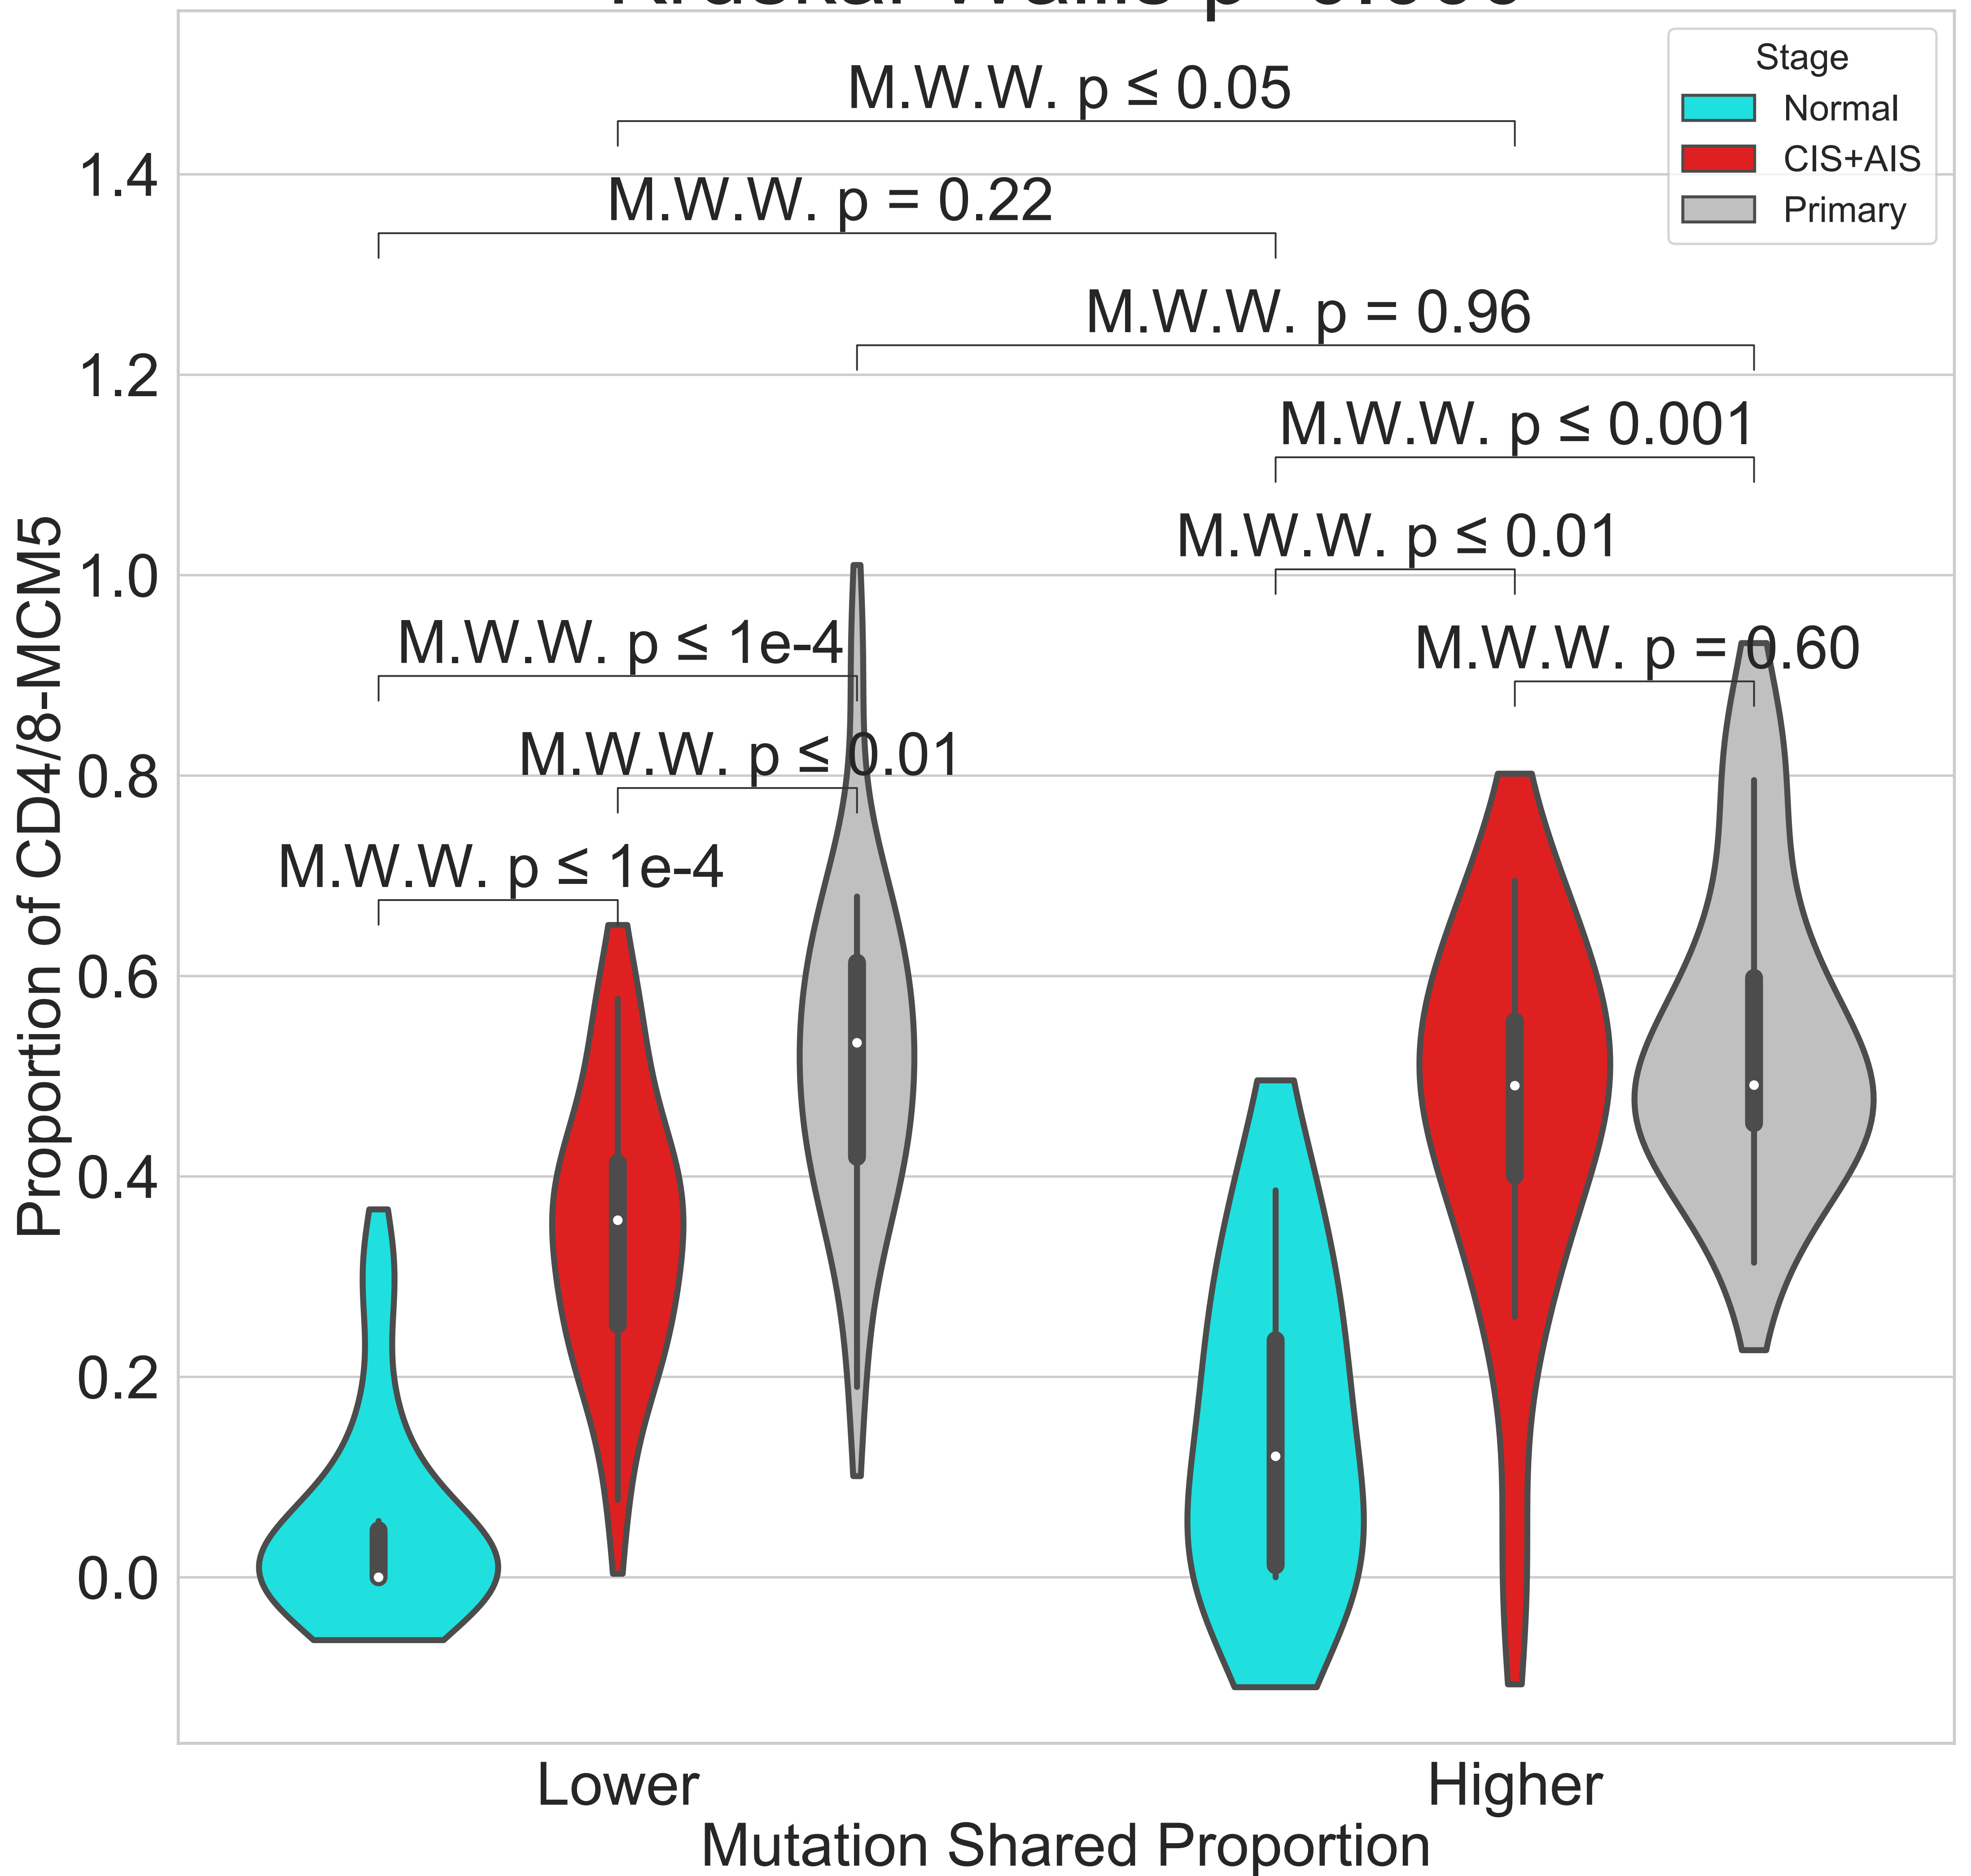 Stage
Normal
CIS+AIS
Primary
M.W.W. p ≤ 0.05
M.W.W. p = 0.22
M.W.W. p = 0.96
M.W.W. p ≤ 0.001
M.W.W. p ≤ 0.01
M.W.W. p = 0.60
M.W.W. p ≤ 1e-4
M.W.W. p ≤ 0.01
M.W.W. p ≤ 1e-4
Proportion of CD4/8-MCM5
1.4
1.2
1.0
0.8
0.6
0.4
0.2
0.0
Lower
Higher
Mutation Shared Proportion